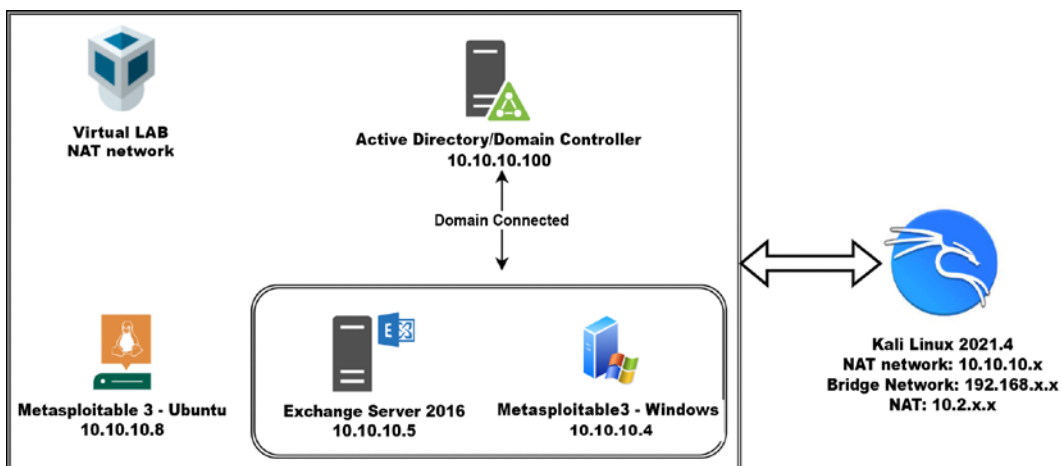 Virtual LAB
NAT network
Active Directory/Domain Controller
10.10.10.100
Domain Connected
Metasploitable 3 - Ubuntu
10.10.10.8
E
Exchange Server 2016
10.10.10.5
Metasploitable3 - Windows
10.10.10.4
Kali Linux 2021.4
NAT network: 10.10.10.x
Bridge Network: 192.168.x.x
NAT: 10.2.x.x